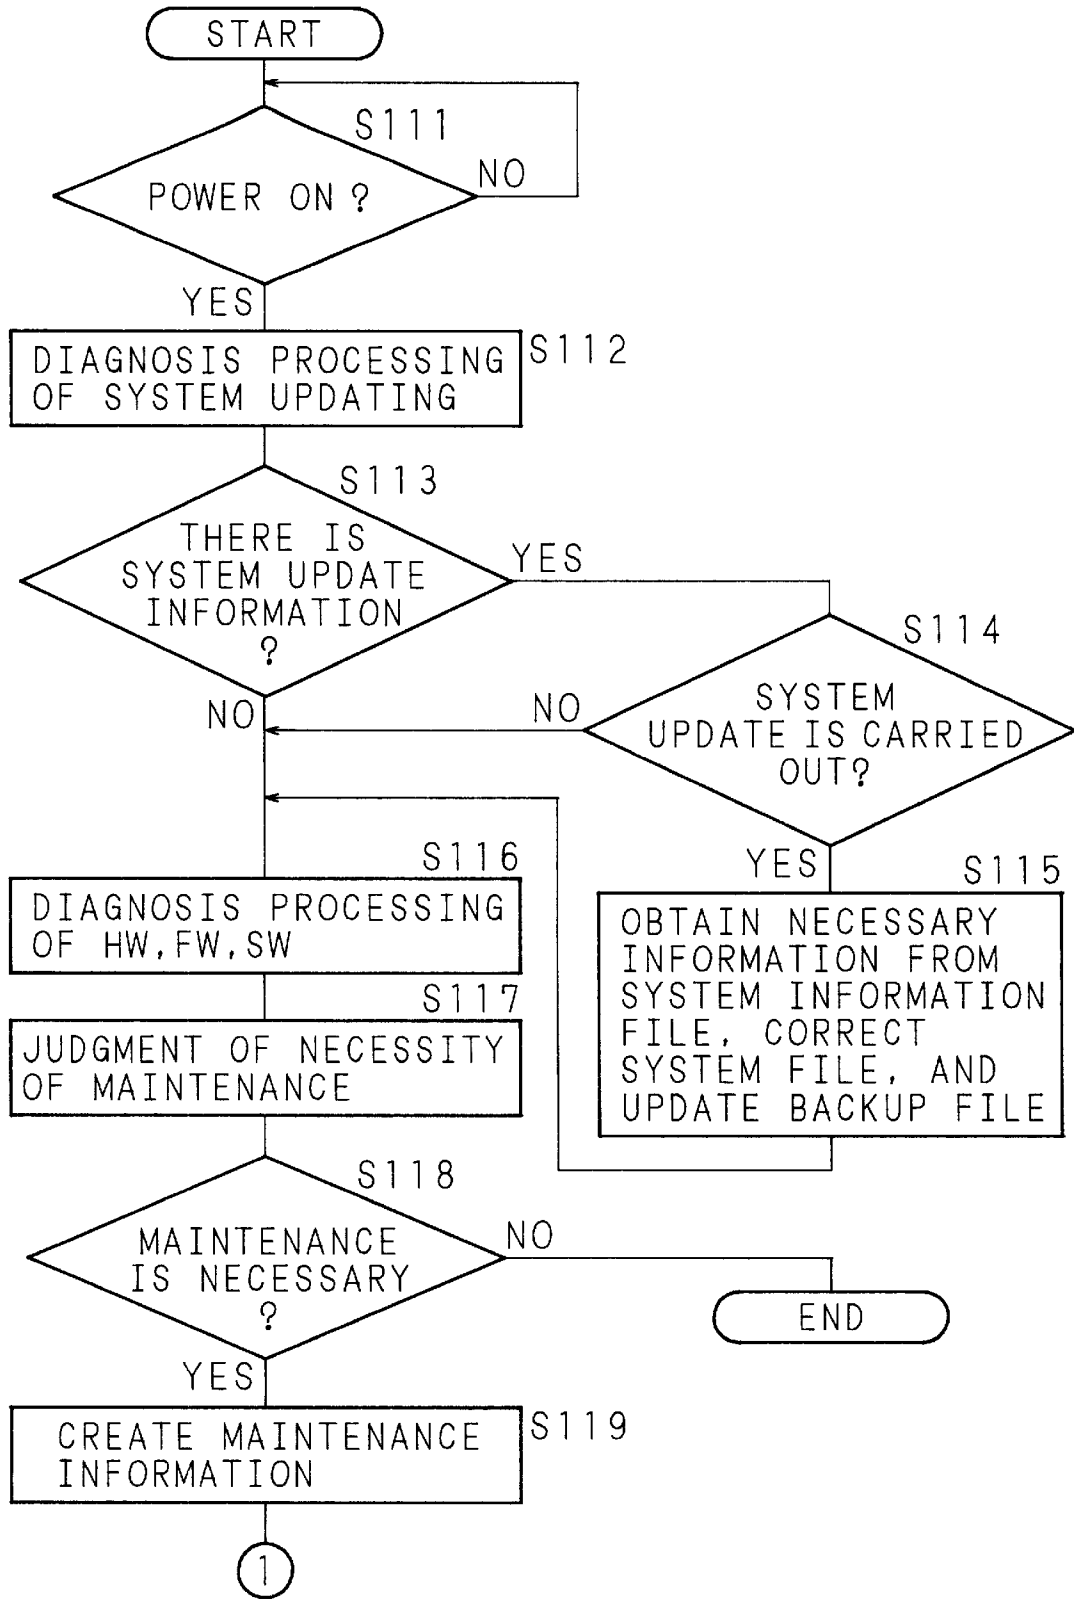 START
S111
POWER ON?
NO
YES
DIAGNOSIS PROCESSING
OF SYSTEM UPDATING
S112
S113
THERE IS
SYSTEM UPDATE
INFORMATION
?
YES
NO
S114
SYSTEM
UPDATE IS CARRIED
OUT?
NO
YES
S115
OBTAIN NECESSARY
INFORMATION FROM
SYSTEM INFORMATION
FILE, CORRECT
SYSTEM FILE, AND
UPDATE BACKUP FILE
S116
DIAGNOSIS PROCESSING
OF HW, FW, SW
S117
JUDGMENT OF NECESSITY
OF MAINTENANCE
S118
MAINTENANCE
IS NECESSARY
?
NO
END
YES
CREATE MAINTENANCE
INFORMATION
S119
1